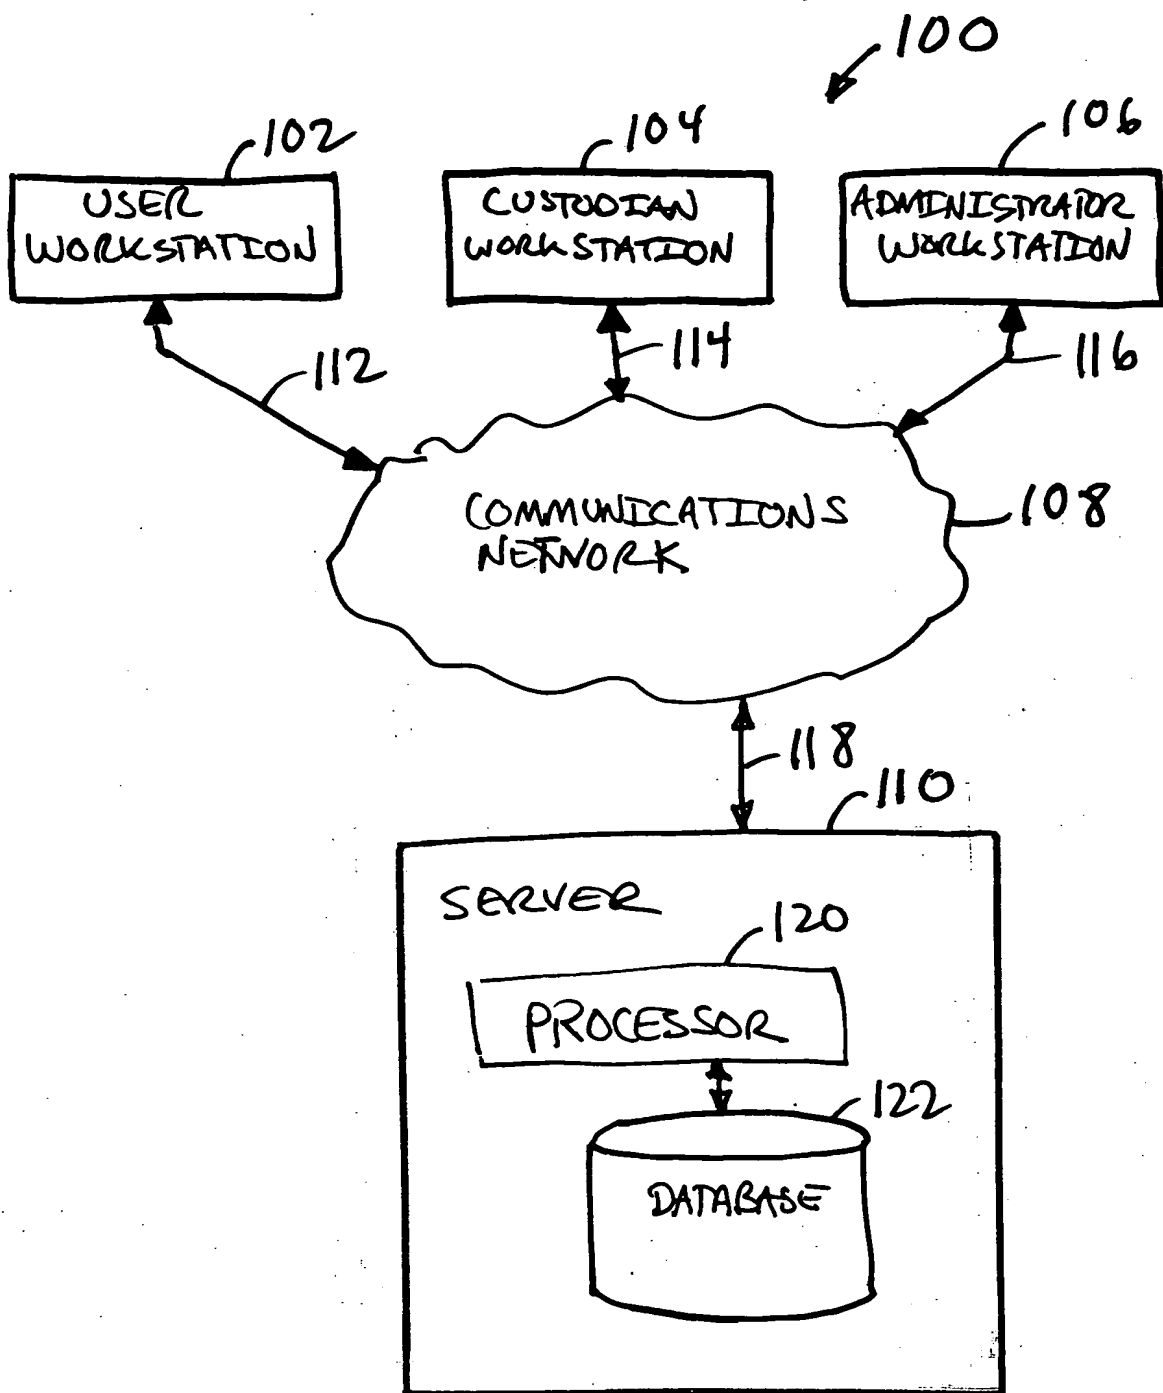 100
102
104
106
USER
WORKSTATION
CUSTODIAN
WORKSTATION
ADMINISTRATOR
WORKSTATION
112
114
116
COMMUNICATIONS
NETWORK
108
118
110
SERVER
120
PROCESSOR
122
DATABASE